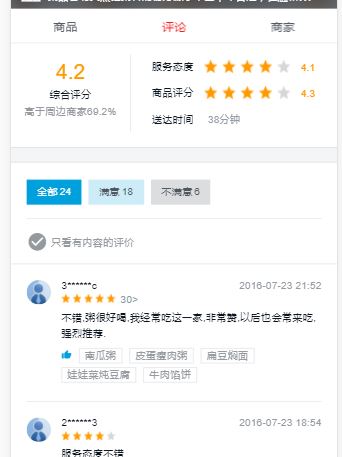 商品 评论 商家
4.2
综合评分
高于周边商家69.2%
服务态度 4.1
商品评分 4.3
送达时间 38分钟
全部 24 满意 18 不满意 6
只看有内容的评价
3******c 2016-07-23 21:52
30>
不错,粥很好喝,我经常吃这一家,非常赞,以后也会常来吃,
强烈推荐.
南瓜粥 皮蛋瘦肉粥 扁豆焖面
娃娃菜炖豆腐 牛肉馅饼
2******3 2016-07-23 18:54
服务态度不错